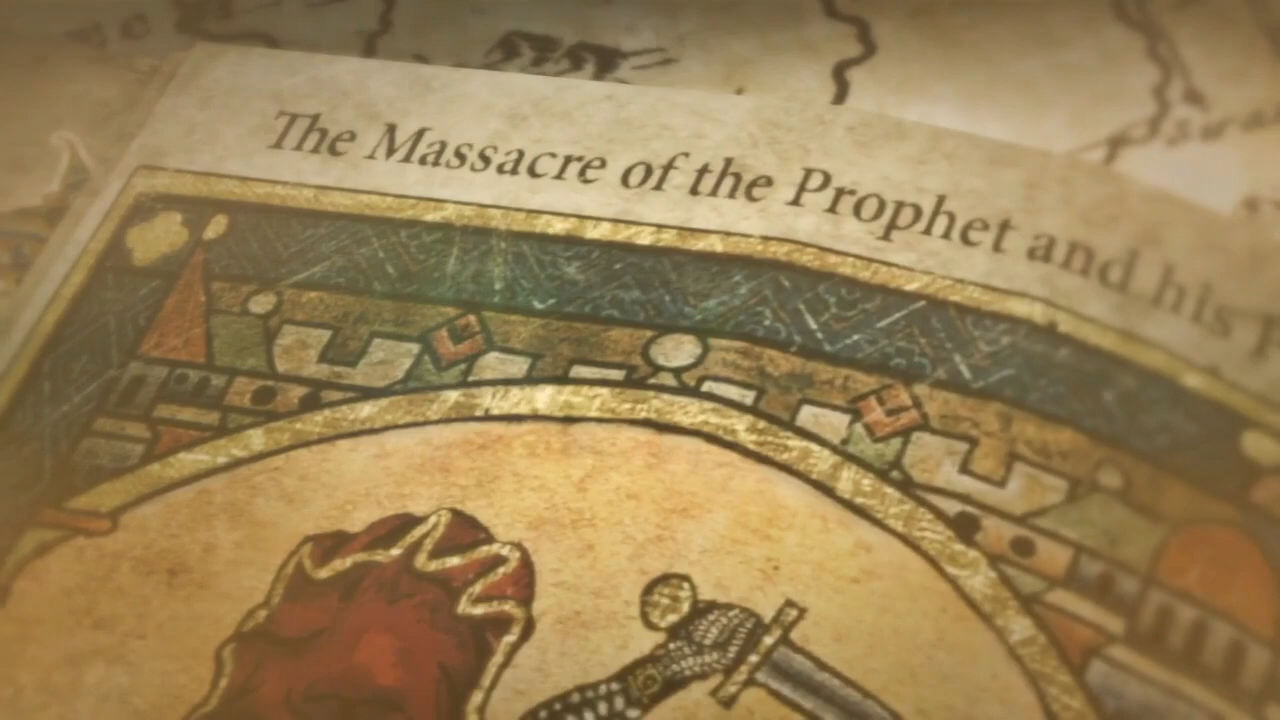 The Massacre of the Prophet and his